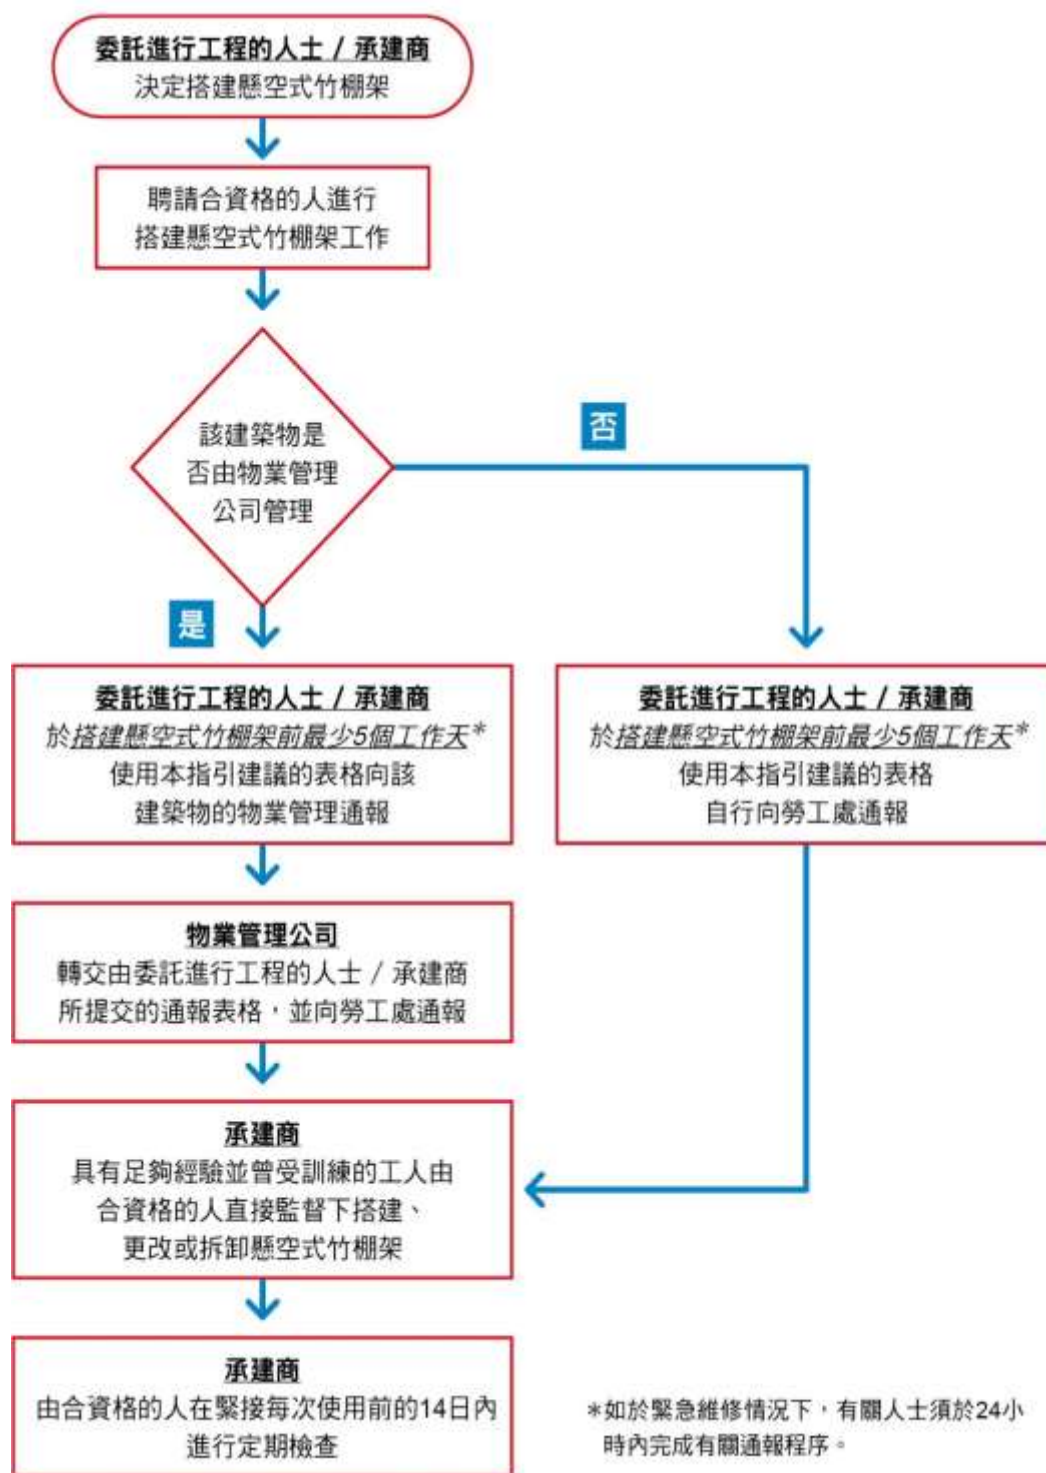 委託進行工程的人士 / 承建商
決定搭建懸空式竹棚架
聘請合資格的人進行
搭建懸空式竹棚架工作
該建築物是
否由物業管理
公司管理
否
是
委託進行工程的人士 / 承建商
於搭建懸空式竹棚架前最少5個工作天*
使用本指引建議的表格向該
建築物的物業管理通報
委託進行工程的人士 / 承建商
於搭建懸空式竹棚架前最少5個工作天*
使用本指引建議的表格
自行向勞工處通報
物業管理公司
轉交由委託進行工程的人士 / 承建商
所提交的通報表格，並向勞工處通報
承建商
具有足夠經驗並曾受訓練的工人由
合資格的人直接監督下搭建、
更改或拆卸懸空式竹棚架
承建商
由合資格的人在緊接每次使用前的14日內
進行定期檢查
*如於緊急維修情況下，有關人士須於24小
時內完成有關通報程序。